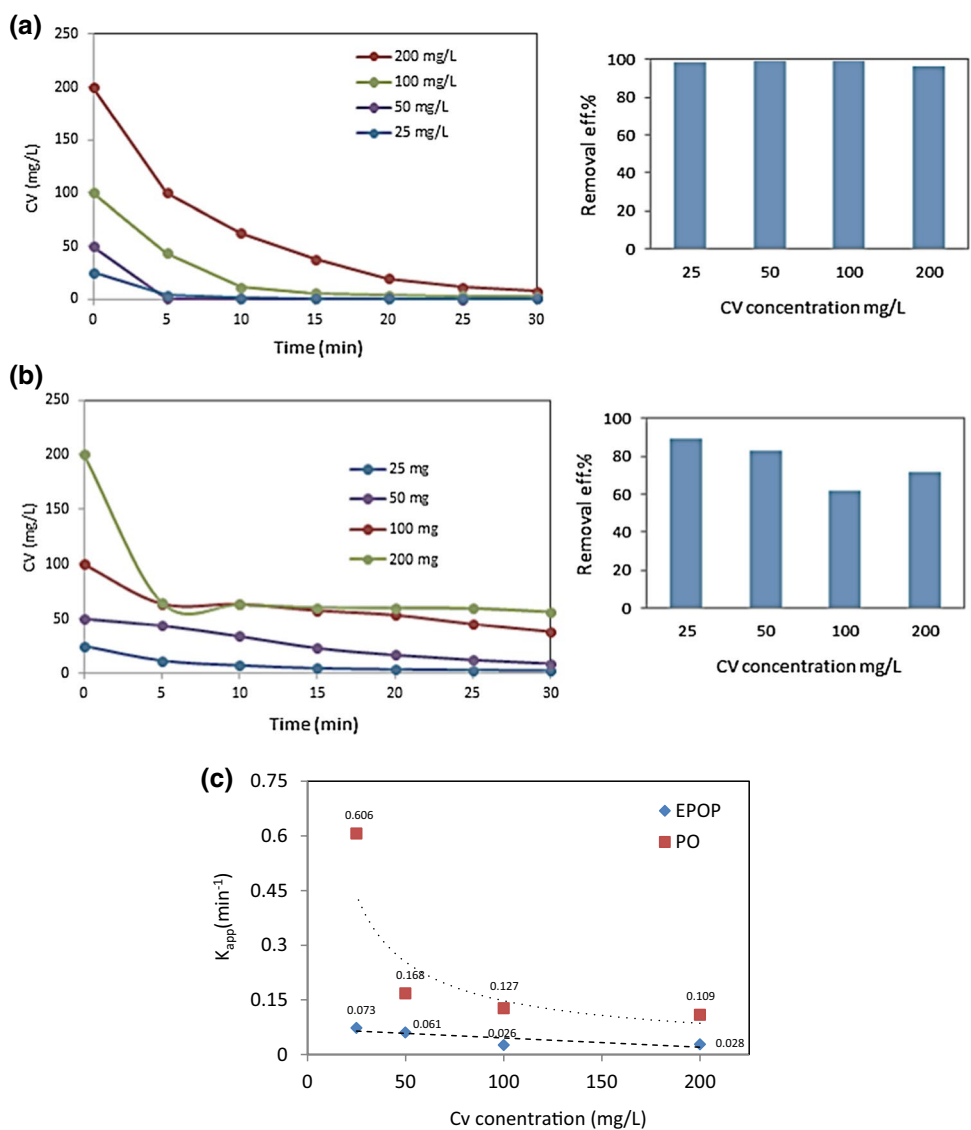 (a)
250
200
150
100
50
0
CV (mg/L)
200 mg/L
100 mg/L
50 mg/L
25 mg/L
0 5 10 15 20 25 30
Time (min)
100
80
60
40
20
0
Removal eff.%
25 50 100 200
CV concentration mg/L
(b)
250
200
150
100
50
0
CV (mg/L)
25 mg
50 mg
100 mg
200 mg
0 5 10 15 20 25 30
Time (min)
100
80
60
40
20
0
Removal eff.%
25 50 100 200
CV concentration mg/L
(c)
0.75
0.6
0.45
0.3
0.15
0
Kapp(min-1)
EPOP
PO
0.606
0.168
0.127
0.109
0.073
0.061
0.026
0.028
0 50 100 150 200
Cv conentration (mg/L)